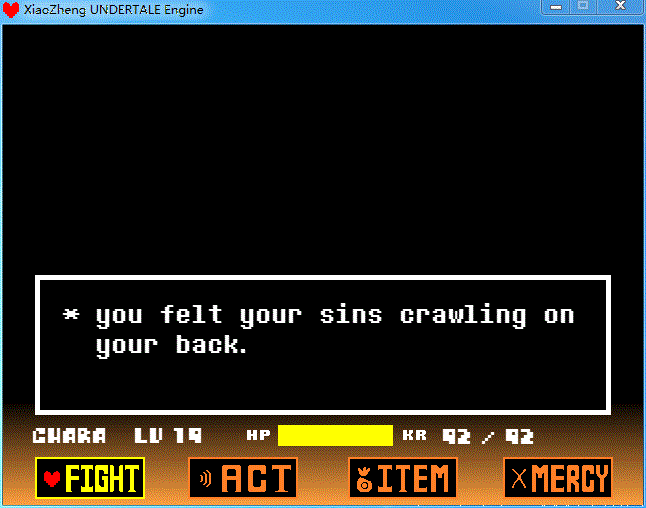 XiaoZheng UNDERTALE Engine
* you felt your sins crawling on
your back.
CHARA LV 19 HP KR 92 / 92
FIGHT ACT ITEM MERCY